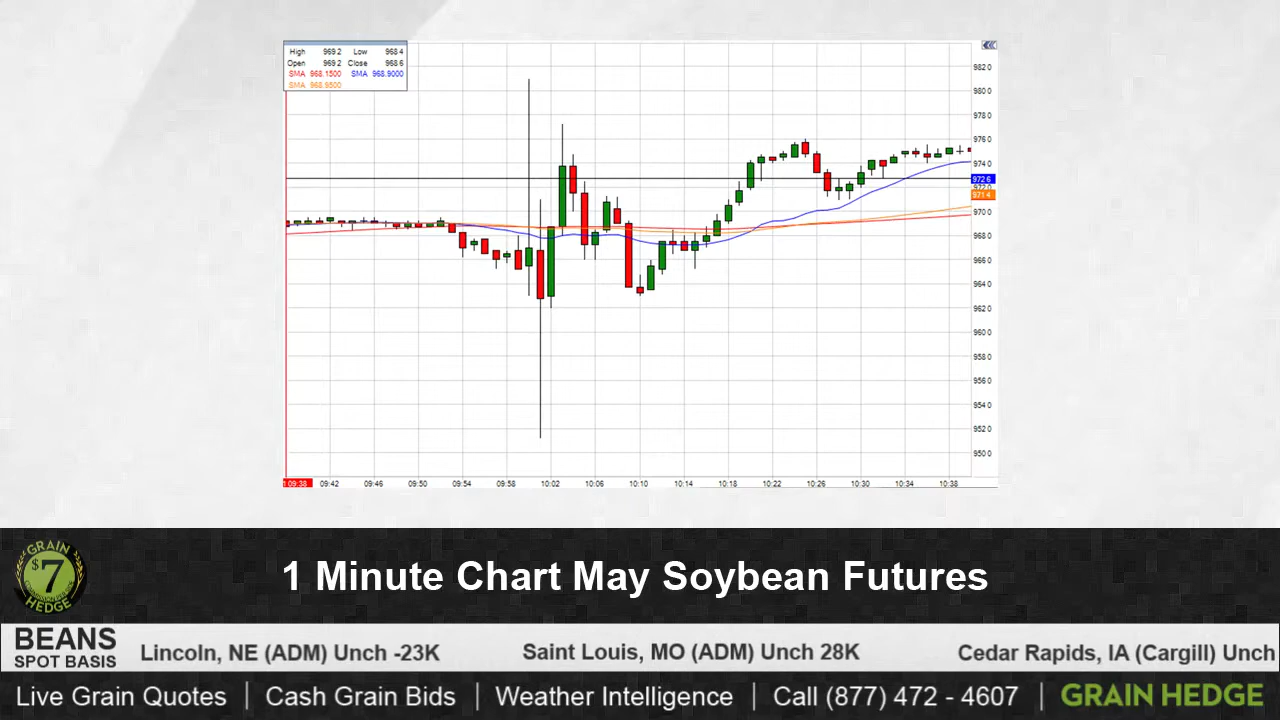 High 969 2 Low 968 4
Open 969 2 Close 968 6
SMA 968.1500 SMA 968.9000
SMA 968.9500
982 0
980 0
978 0
976 0
974 0
972 6
972 0
971 4
970 0
968 0
966 0
964 0
962 0
960 0
958 0
956 0
954 0
952 0
950 0
09:38 09:42 09:46 09:50 09:54 09:58 10:02 10:06 10:10 10:14 10:18 10:22 10:26 10:30 10:34 10:38
1 Minute Chart May Soybean Futures
GRAIN
$7
HEDGE
BEANS
SPOT BASIS
Lincoln, NE (ADM) Unch -23K Saint Louis, MO (ADM) Unch 28K Cedar Rapids, IA (Cargill) Unch
Live Grain Quotes | Cash Grain Bids | Weather Intelligence | Call (877) 472 - 4607 | GRAIN HEDGE